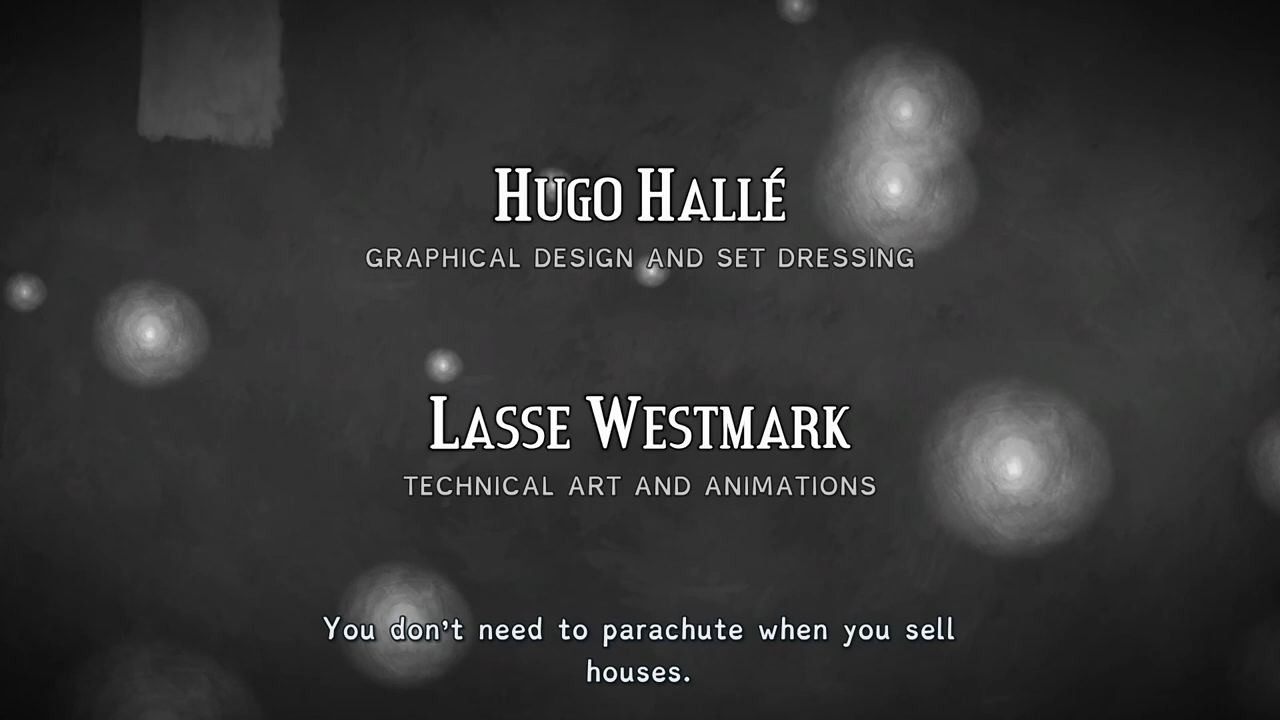 Hugo Hallé
GRAPHICAL DESIGN AND SET DRESSING
Lasse Westmark
TECHNICAL ART AND ANIMATIONS
You don't need to parachute when you sell
houses.